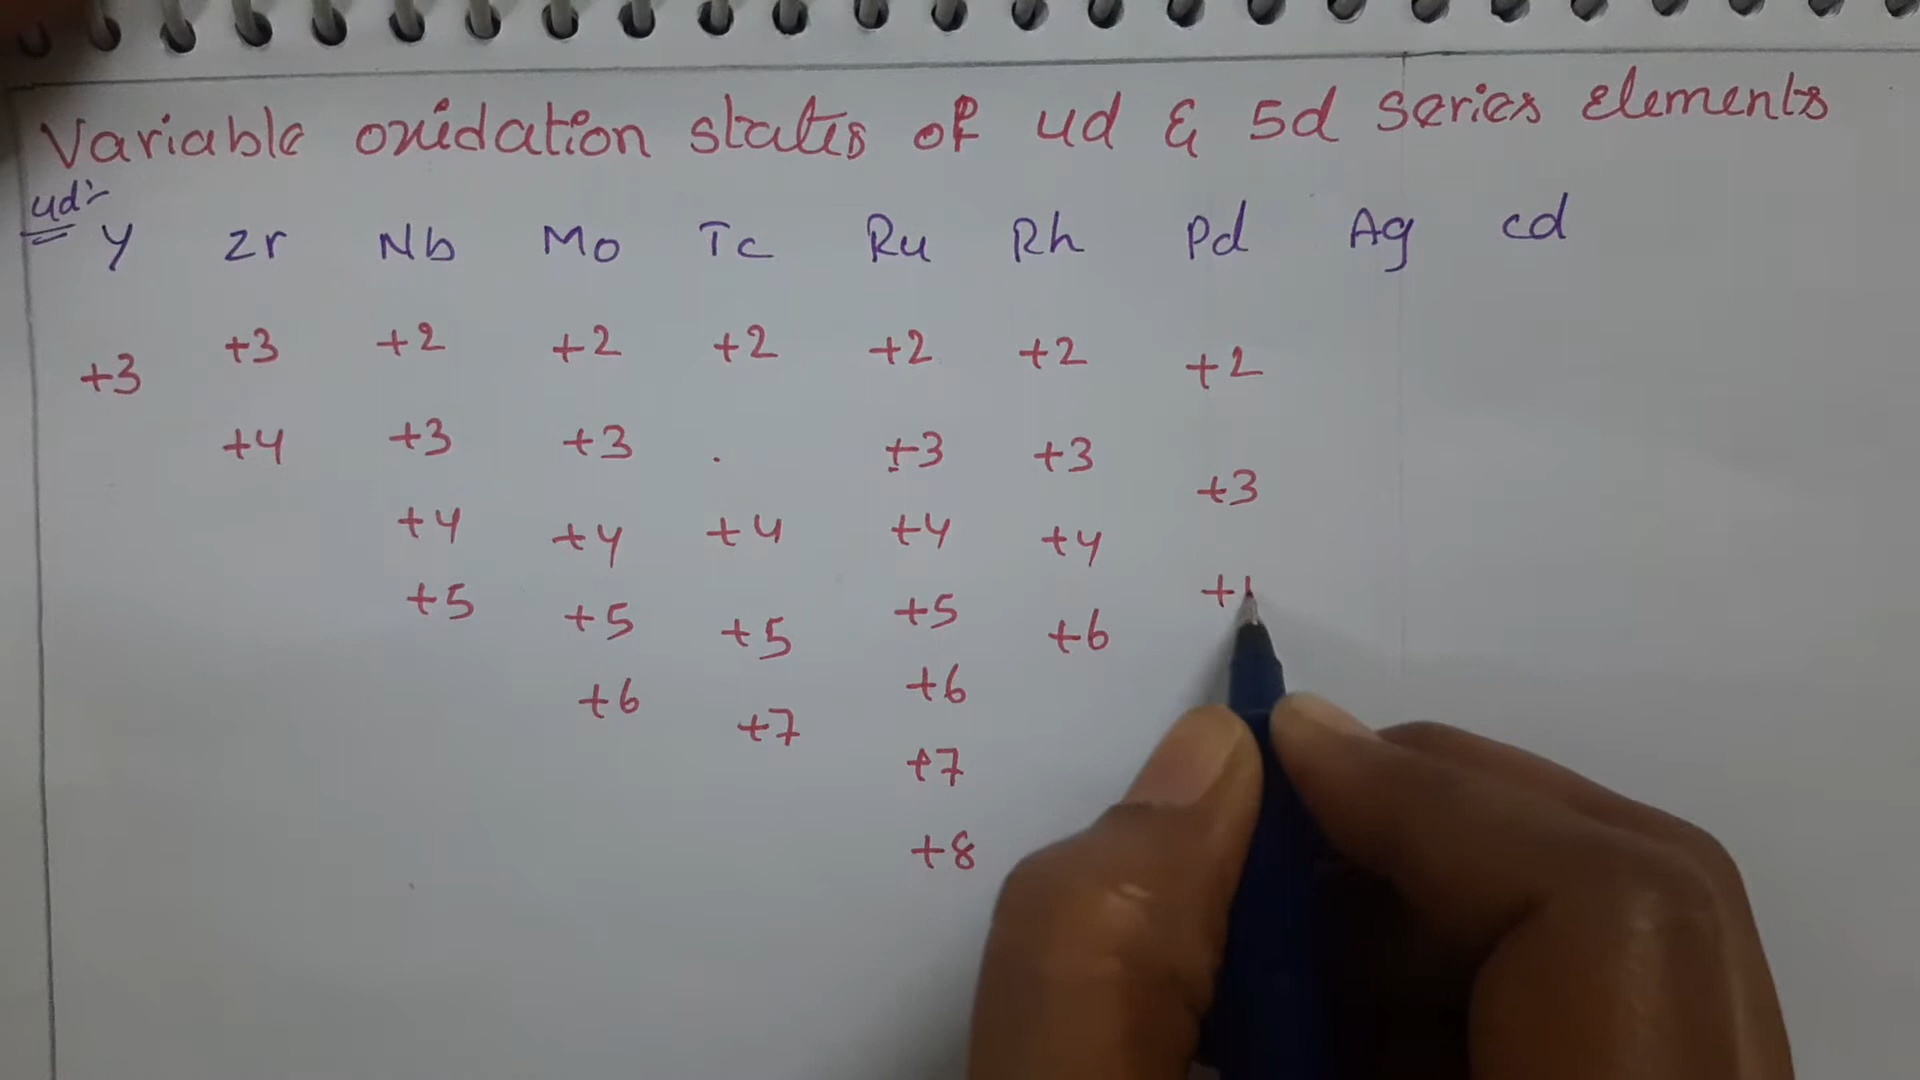 Variable oxidation states of 4d & 5d series elements
4d:-
Y Zr Nb Mo Tc Ru Rh Pd Ag Cd
+3 +3 +2 +2 +2 +2 +2 +2
+4 +3 +3 . +3 +3 +3
+4 +4 +4 +4 +4
+5 +5 +5 +5 +6
+6 +7 +6
+7
+8